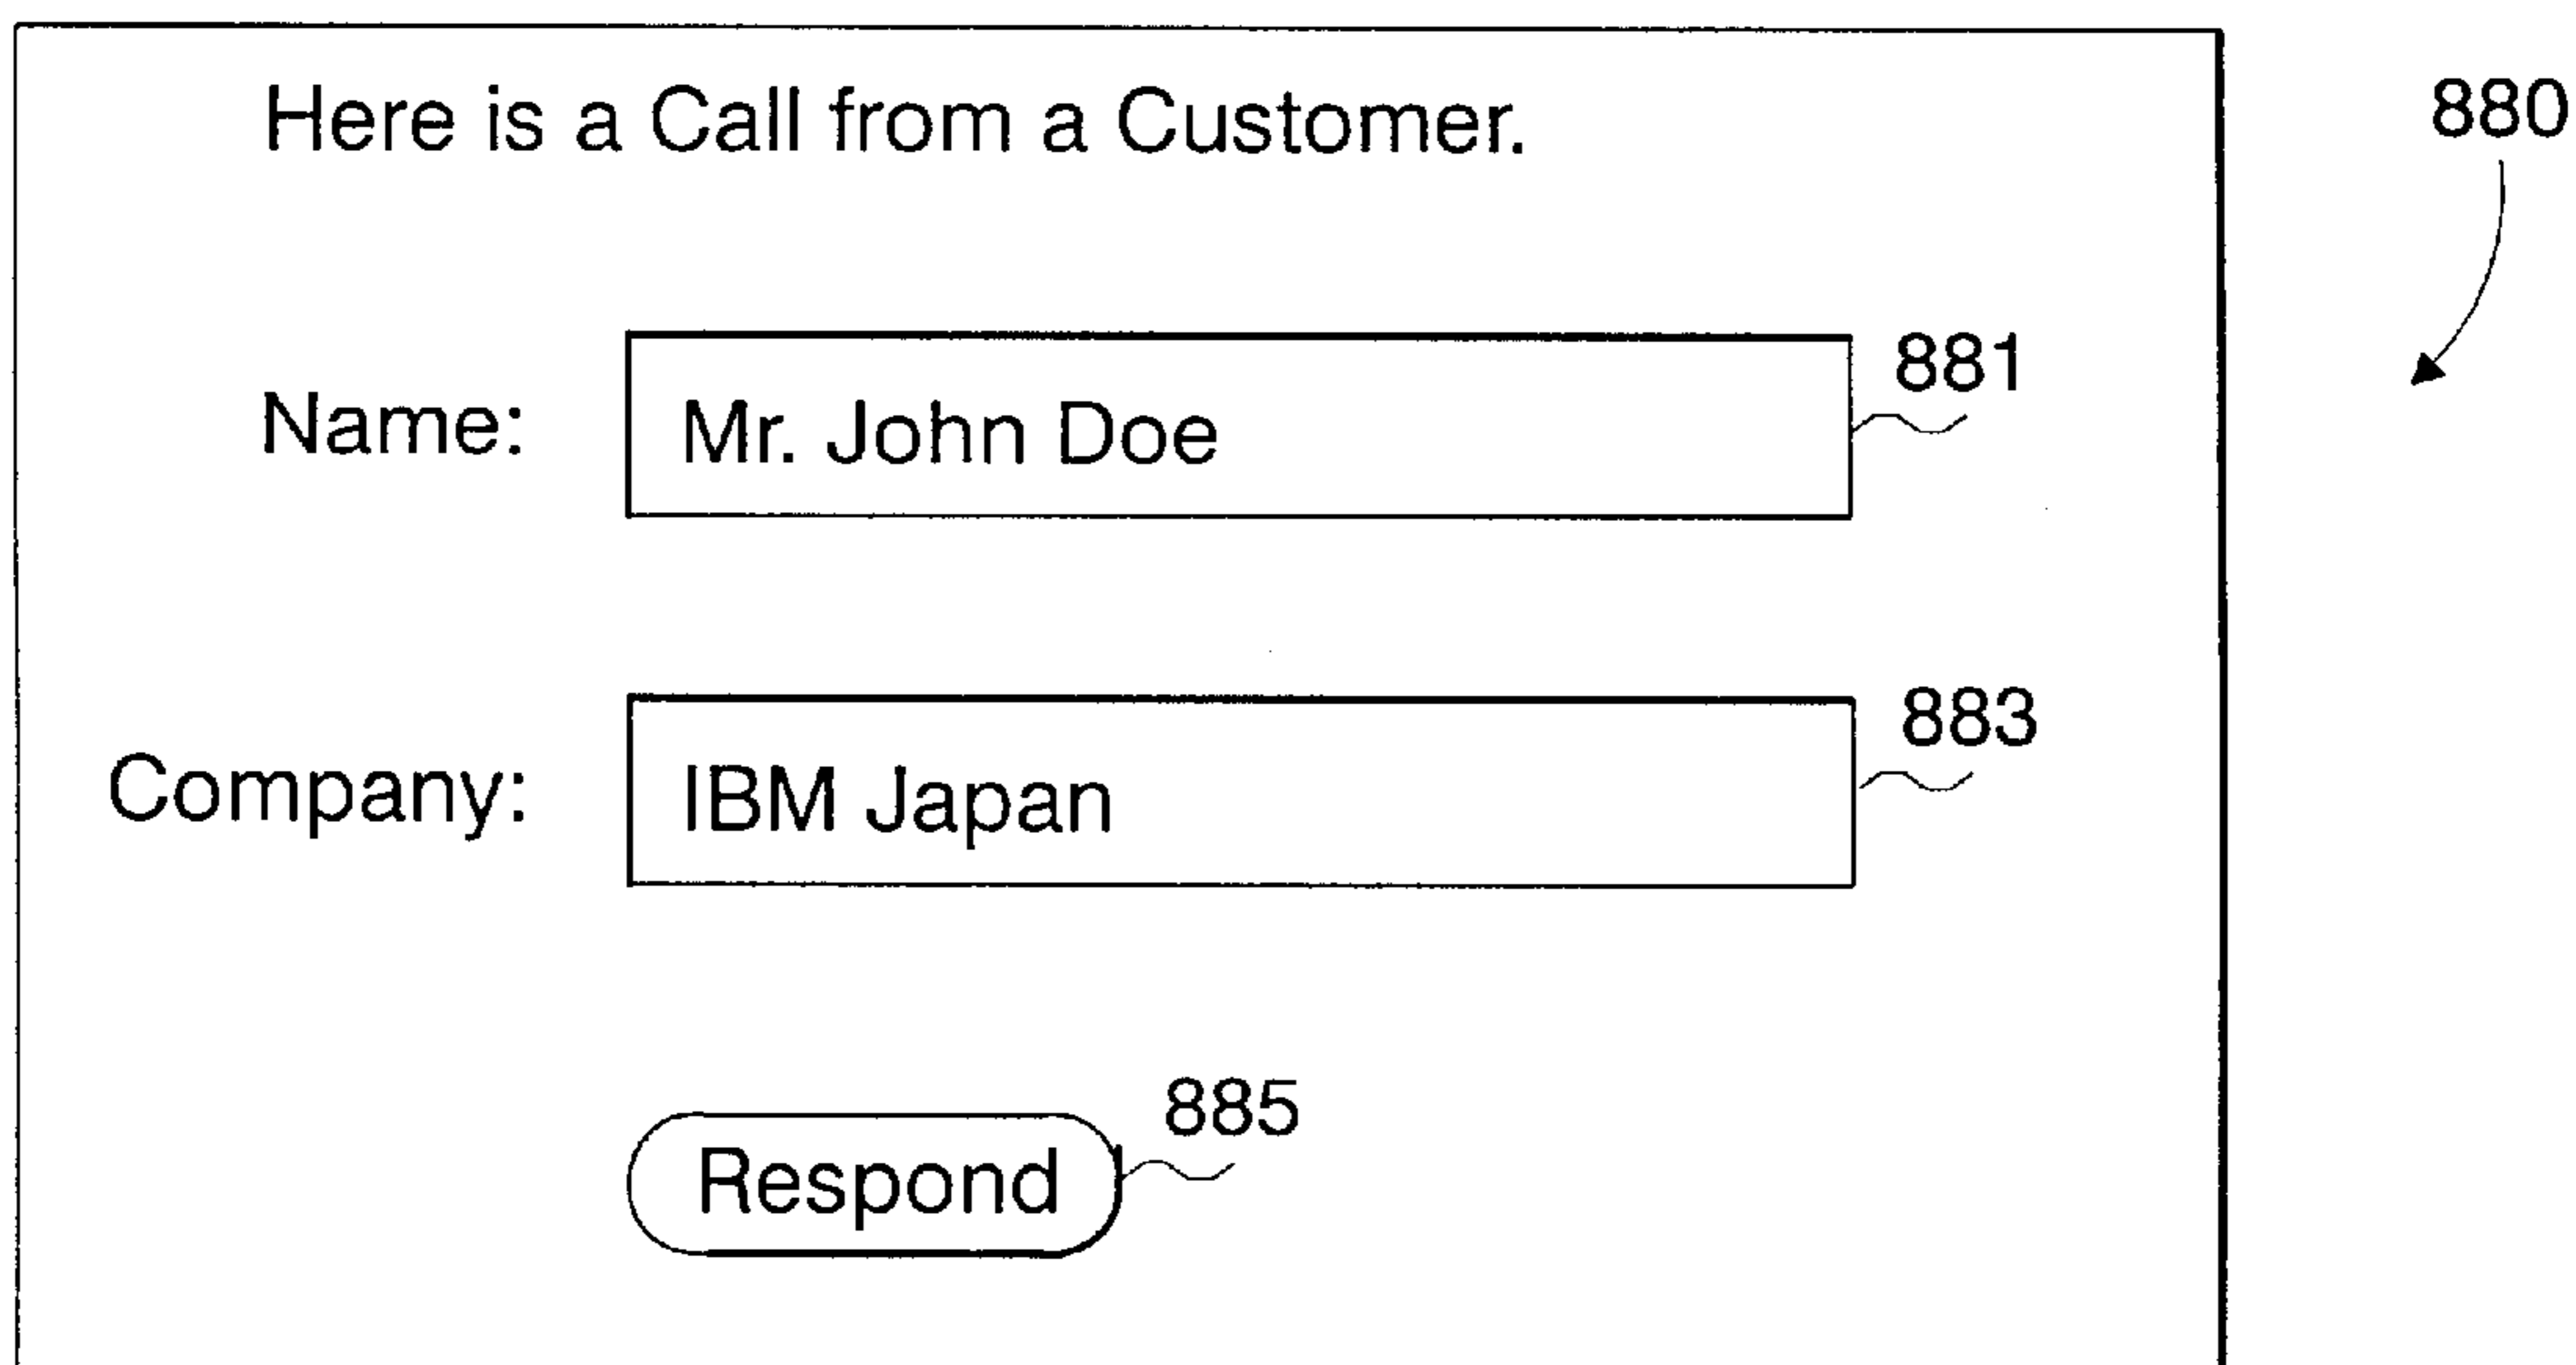 Here is a Call from a Customer.
880
Name:
Mr. John Doe
881
Company:
IBM Japan
883
Respond
885